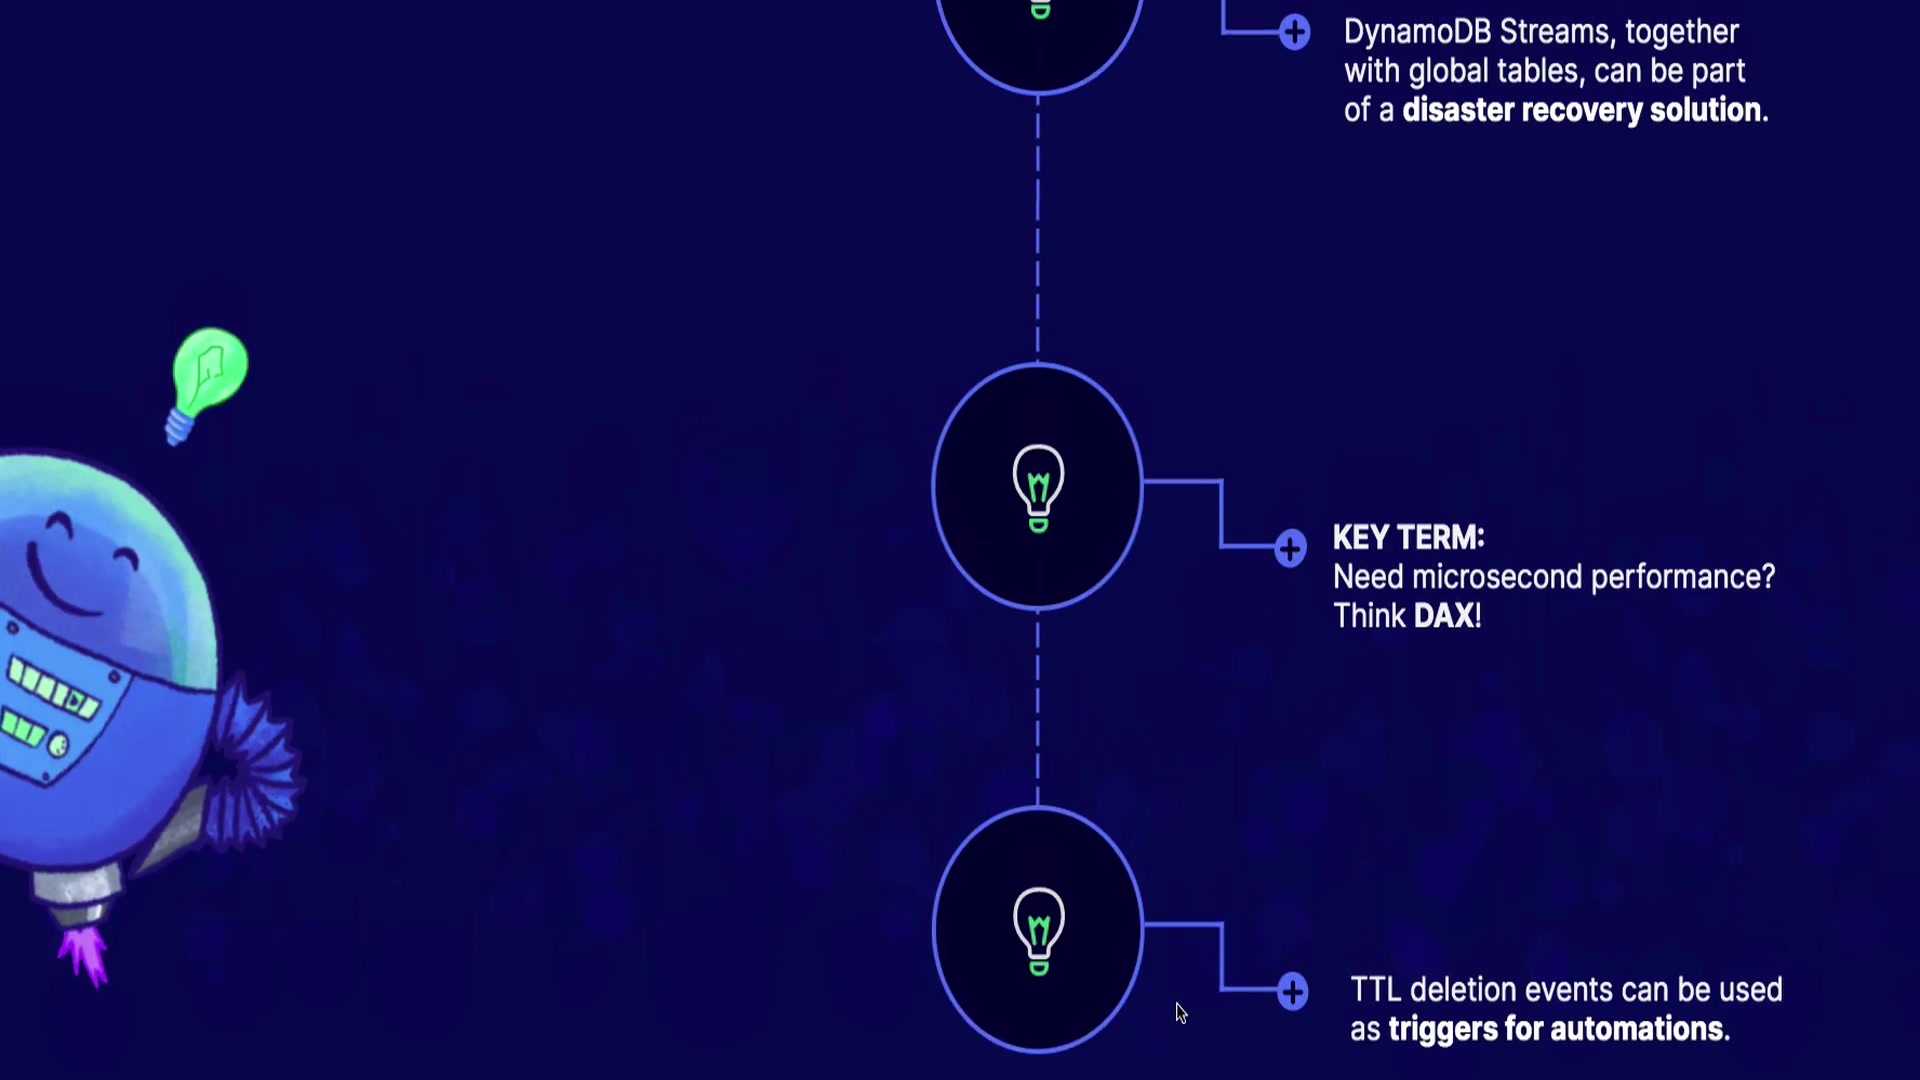 DynamoDB Streams, together
with global tables, can be part
of a disaster recovery solution.
KEY TERM:
Need microsecond performance?
Think DAX!
TTL deletion events can be used
as triggers for automations.